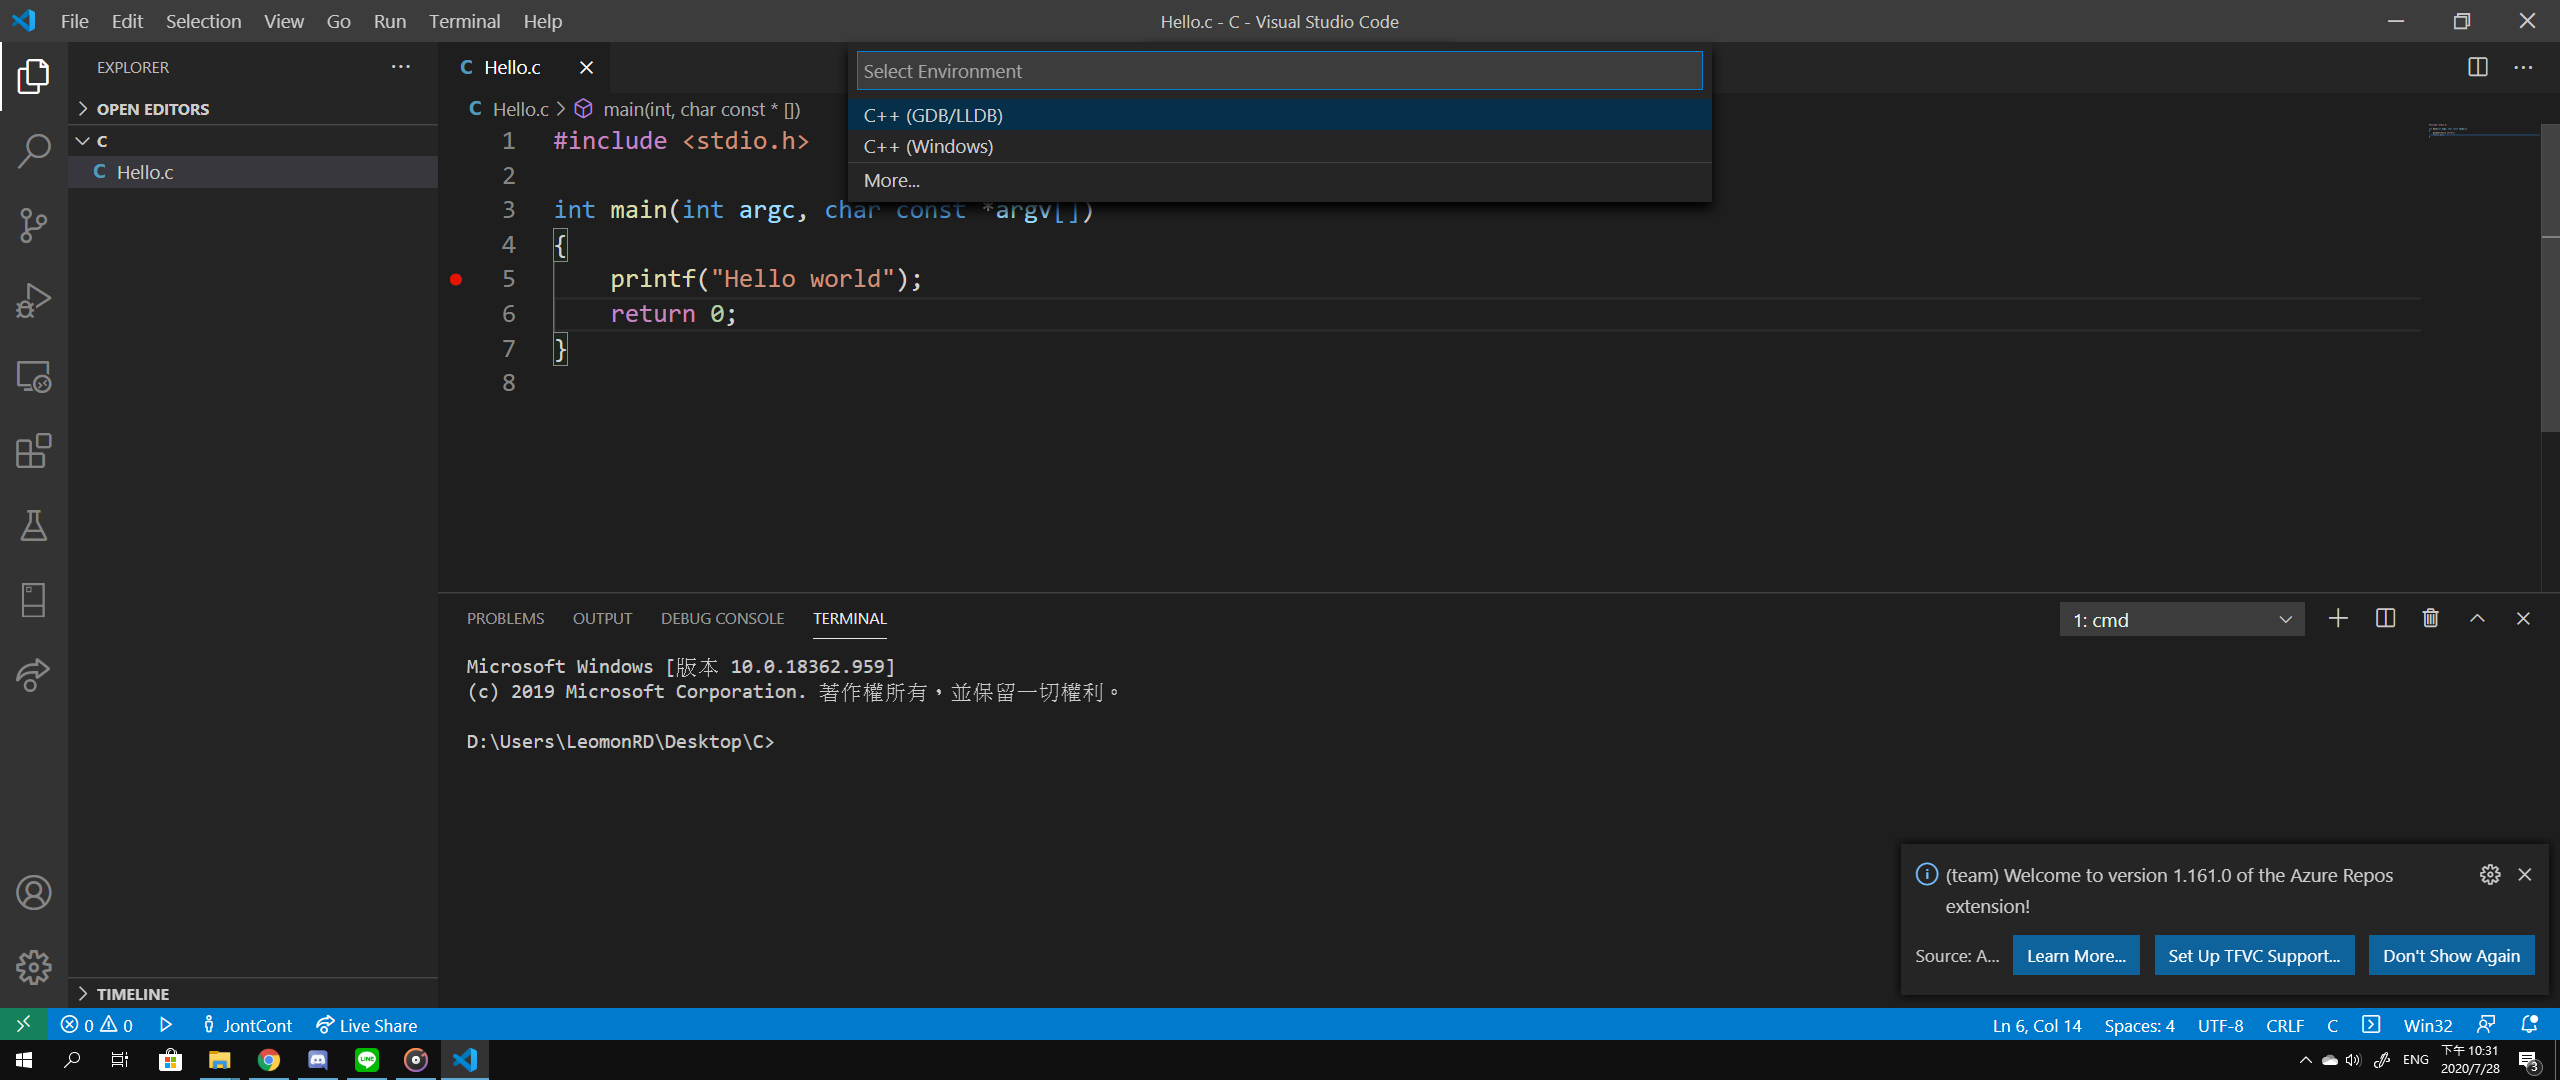 File Edit Selection View Go Run Terminal Help
Hello.c - C - Visual Studio Code
EXPLORER
OPEN EDITORS
C
C Hello.c
TIMELINE
C Hello.c
C Hello.c > main(int, char const * [])
Select Environment
C++ (GDB/LLDB)
C++ (Windows)
More...
1 #include <stdio.h>
2
3 int main(int argc, char const *argv[])
4 {
5 printf("Hello world");
6 return 0;
7 }
8
PROBLEMS OUTPUT DEBUG CONSOLE TERMINAL
1: cmd
Microsoft Windows [版本 10.0.18362.959]
(c) 2019 Microsoft Corporation. 著作權所有，並保留一切權利。
D:\Users\LeomonRD\Desktop\C>
(team) Welcome to version 1.161.0 of the Azure Repos
extension!
Source: A... Learn More... Set Up TFVC Support... Don't Show Again
0 0 JontCont Live Share
Ln 6, Col 14 Spaces: 4 UTF-8 CRLF C Win32
LINE
ENG
下午 10:31
2020/7/28
3